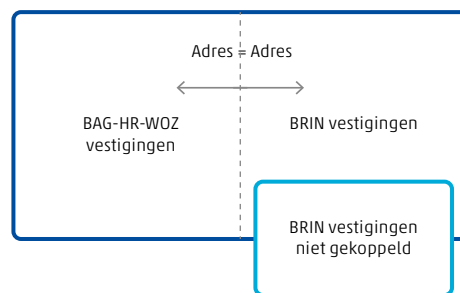 Adres = Adres
BAG-HR-WOZ
vestigingen
BRIN vestigingen
BRIN vestigingen
niet gekoppeld